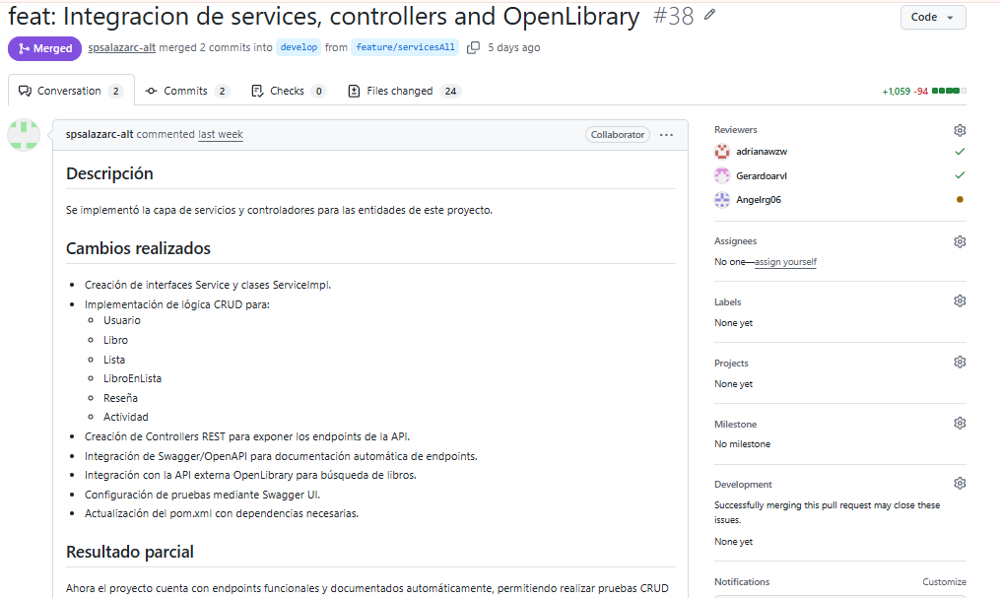 feat: Integracion de services, controllers and OpenLibrary #38
Code
Merged
spsalazarc-alt merged 2 commits into develop from feature/servicesAll 5 days ago
Conversation 2
Commits 2
Checks 0
Files changed 24
+1,059 -94
spsalazarc-alt commented last week
Collaborator
Descripción
Se implementó la capa de servicios y controladores para las entidades de este proyecto.
Cambios realizados
Creación de interfaces Service y clases ServiceImpl.
Implementación de lógica CRUD para:
Usuario
Libro
Lista
LibroEnLista
Reseña
Actividad
Creación de Controllers REST para exponer los endpoints de la API.
Integración de Swagger/OpenAPI para documentación automática de endpoints.
Integración con la API externa OpenLibrary para búsqueda de libros.
Configuración de pruebas mediante Swagger UI.
Actualización del pom.xml con dependencias necesarias.
Resultado parcial
Ahora el proyecto cuenta con endpoints funcionales y documentados automáticamente, permitiendo realizar pruebas CRUD
Reviewers
adrianawzw
Gerardoarvl
Angelrg06
Assignees
No one—assign yourself
Labels
None yet
Projects
None yet
Milestone
No milestone
Development
Successfully merging this pull request may close these
issues.
None yet
Notifications
Customize